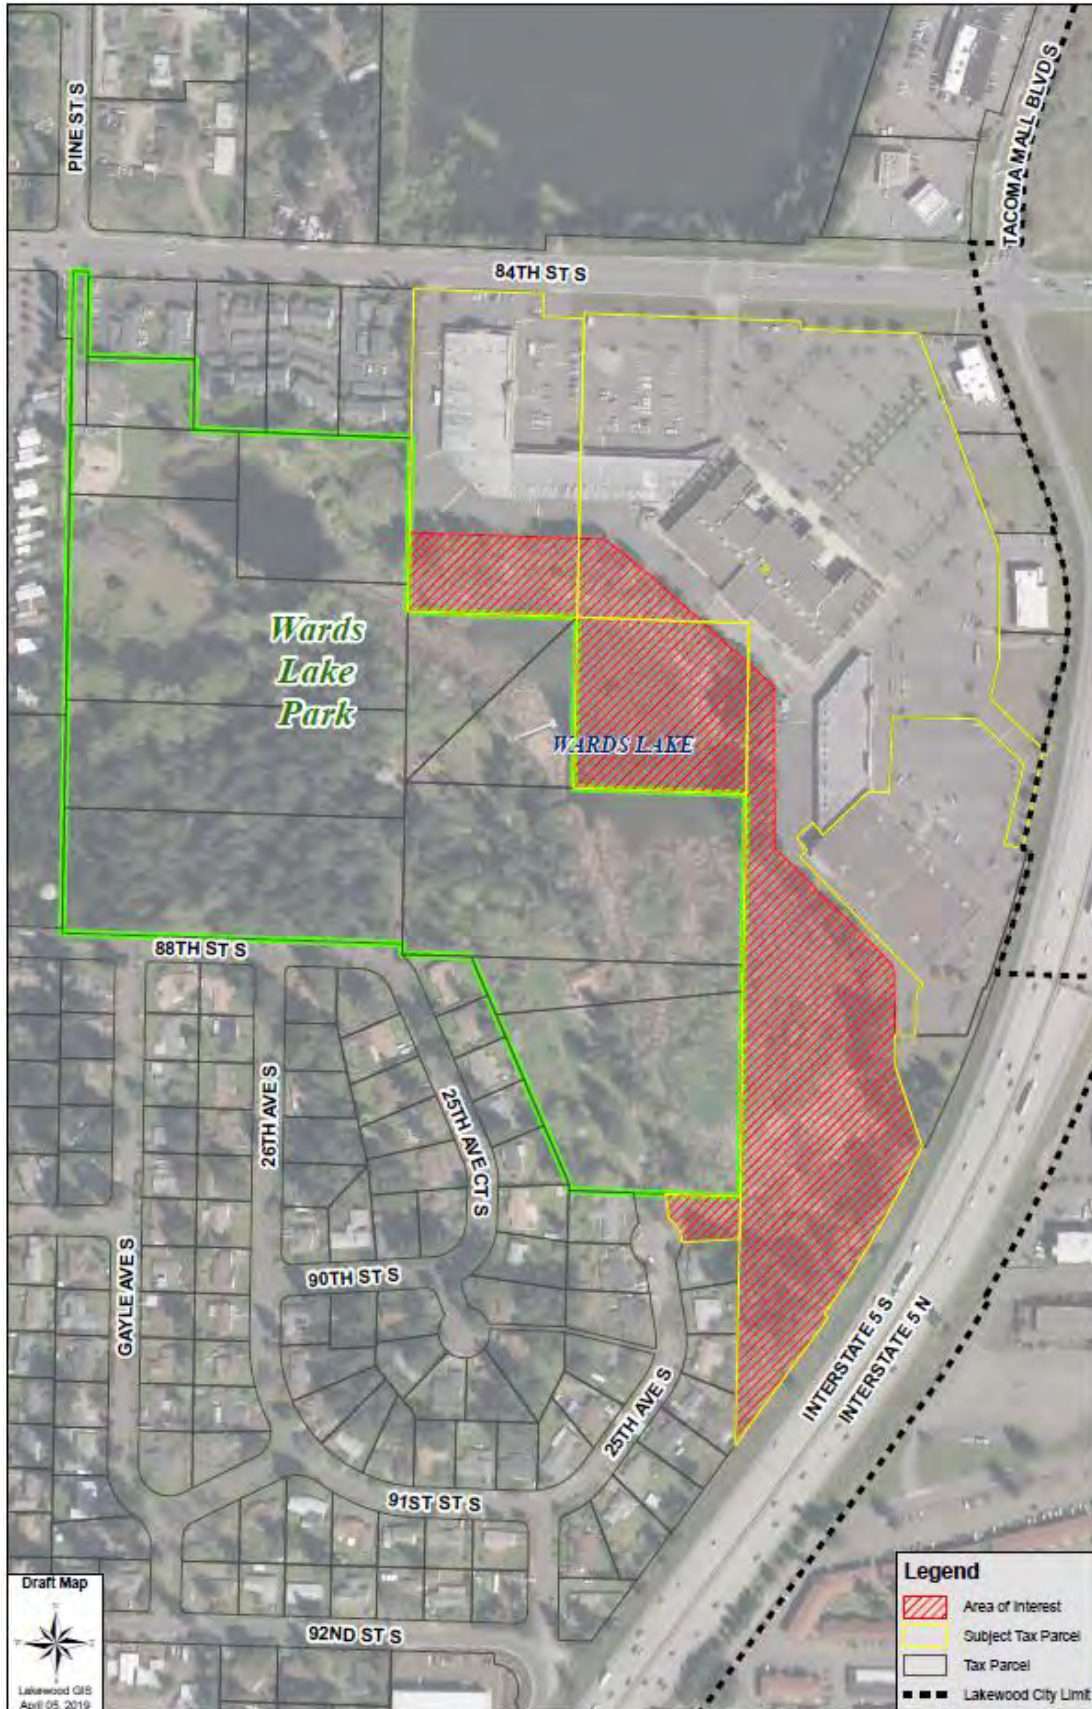 PINE ST S
TACOMA MALL BLVD S
84TH ST S
Wards
Lake
Park
WARDS LAKE
88TH ST S
26TH AVE S
25TH AVE CT S
GAYLE AVE S
90TH ST S
INTERSTATE 5 S
INTERSTATE 5 N
25TH AVE S
91ST ST S
92ND ST S
Draft Map
Lakewood GIS
April 05, 2019
Legend
Area of Interest
Subject Tax Parcel
Tax Parcel
Lakewood City Limit